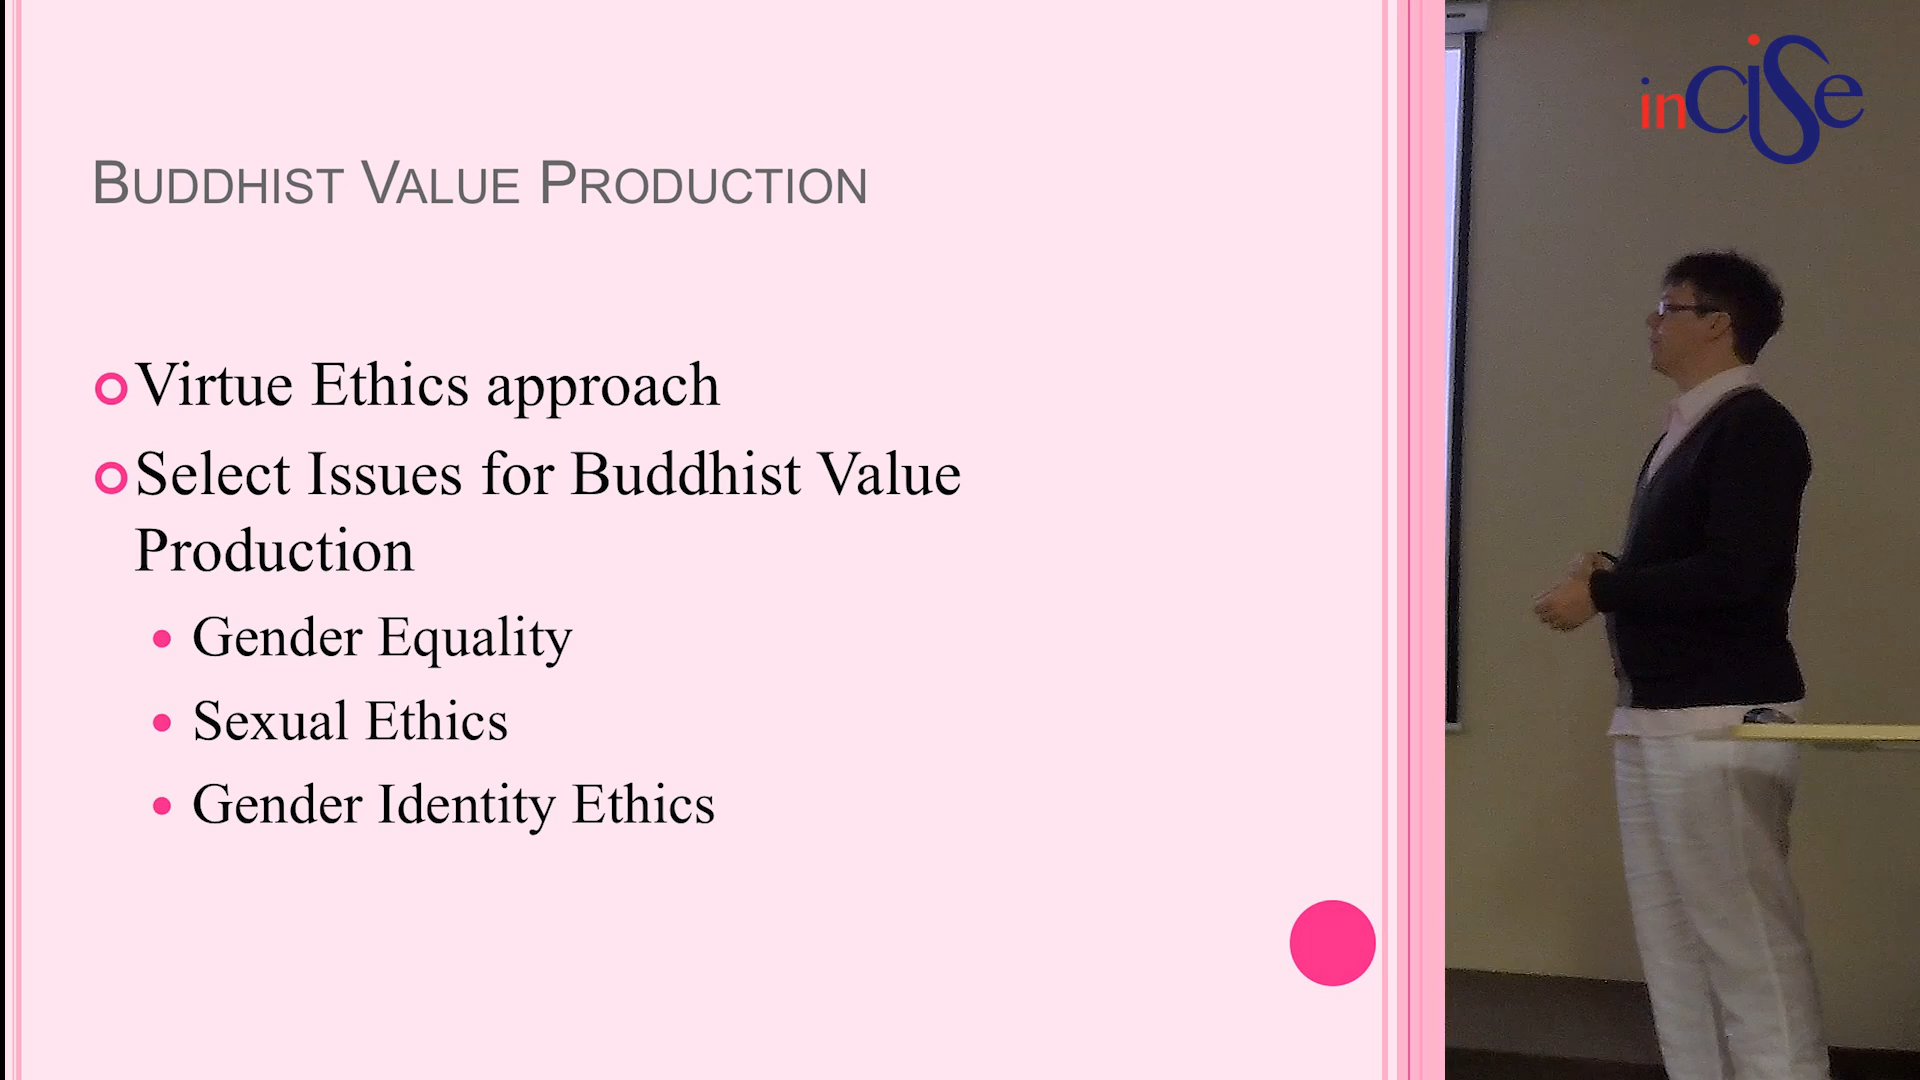 BUDDHIST VALUE PRODUCTION
Virtue Ethics approach
Select Issues for Buddhist Value
Production
Gender Equality
Sexual Ethics
Gender Identity Ethics
inCiSe